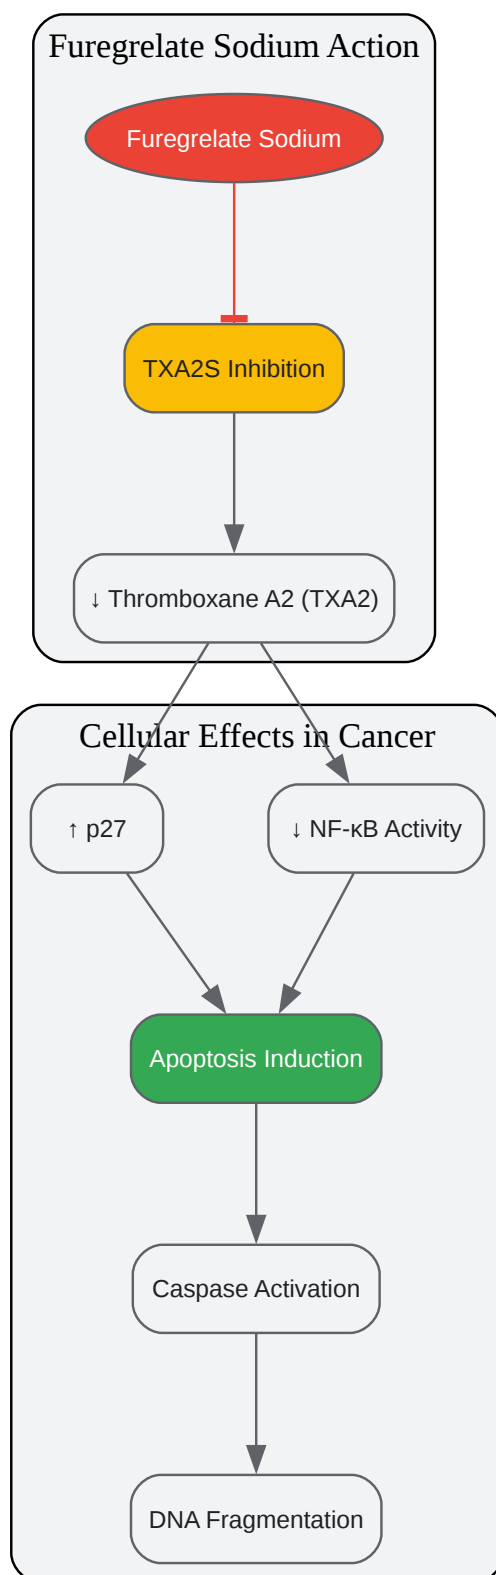 Furegrelate Sodium Action
Furegrelate Sodium
TXA2S Inhibition
↓ Thromboxane A2 (TXA2)
Cellular Effects in Cancer
↑ p27
↓ NF-κB Activity
Apoptosis Induction
Caspase Activation
DNA Fragmentation